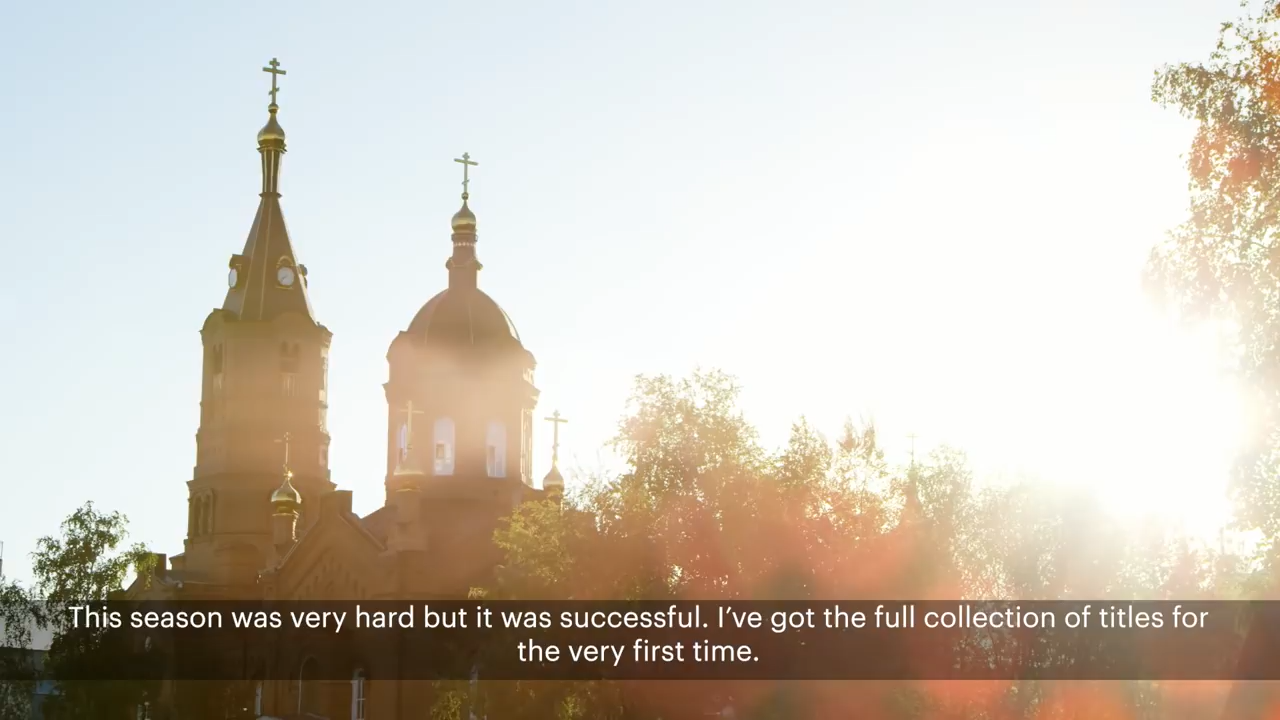 This season was very hard but it was successful. I’ve got the full collection of titles for
the very first time.